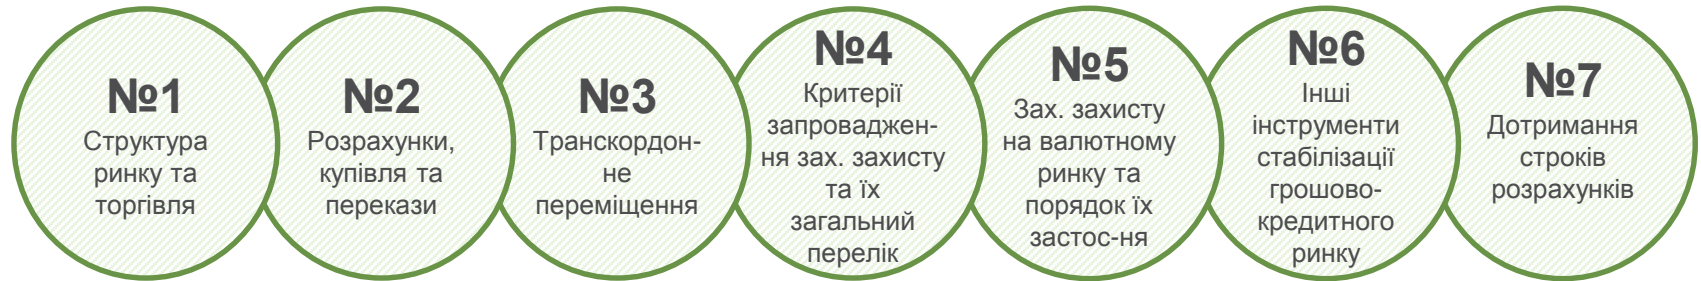 №1
Структура
ринку та
торгівля
№2
Розрахунки,
купівля та
перекази
№3
Транскордон-
не
переміщення
№4
Критерії
запроваджен-
ня зах. захисту
та їх
загальний
перелік
№5
Зах. захисту
на валютному
ринку та
порядок їх
застос-ня
№6
Інші
інструменти
стабілізації
грошово-
кредитного
ринку
№7
Дотримання
строків
розрахунків